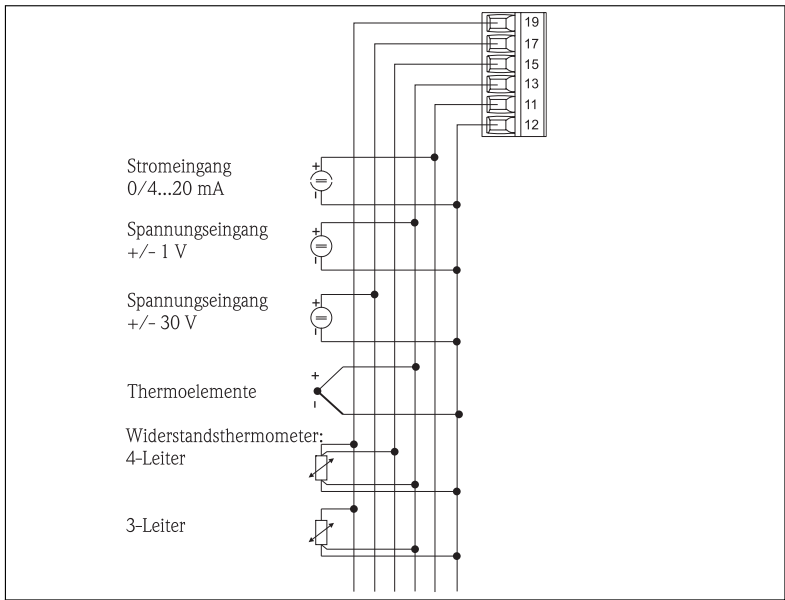 19
17
15
13
11
12
Stromeingang
0/4...20 mA
+
-
Spannungseingang
+/- 1 V
+
-
Spannungseingang
+/- 30 V
+
-
Thermoelemente
+
-
Widerstandsthermometer:
4-Leiter
3-Leiter